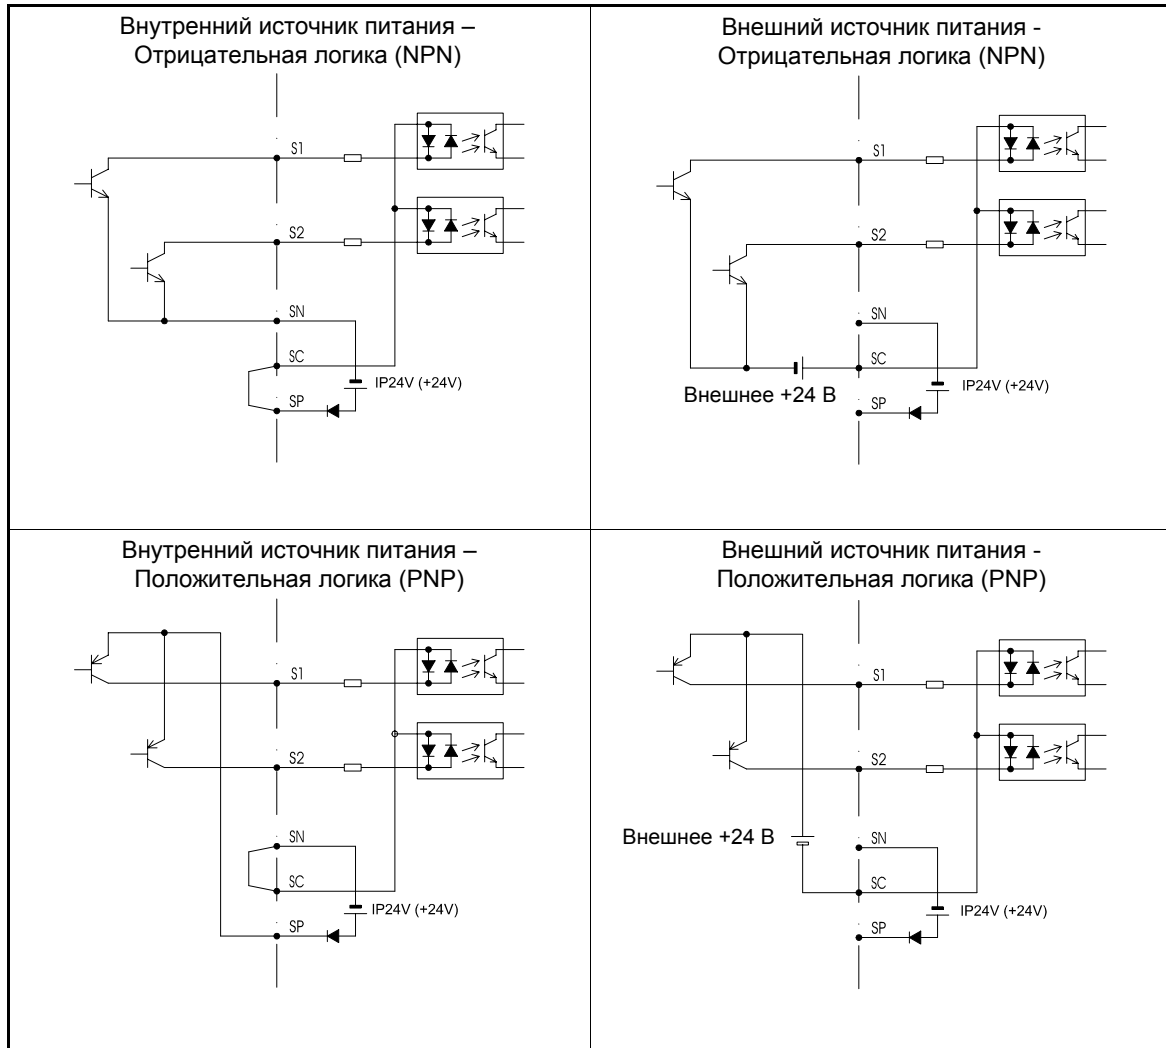 Внутренний источник питания –
Отрицательная логика (NPN)
S1
S2
SN
SC
IP24V (+24V)
SP
Внешний источник питания -
Отрицательная логика (NPN)
S1
S2
SN
SC
Внешнее +24 В
IP24V (+24V)
SP
Внутренний источник питания –
Положительная логика (PNP)
S1
S2
SN
SC
IP24V (+24V)
SP
Внешний источник питания -
Положительная логика (PNP)
S1
S2
Внешнее +24 В
SN
SC
IP24V (+24V)
SP